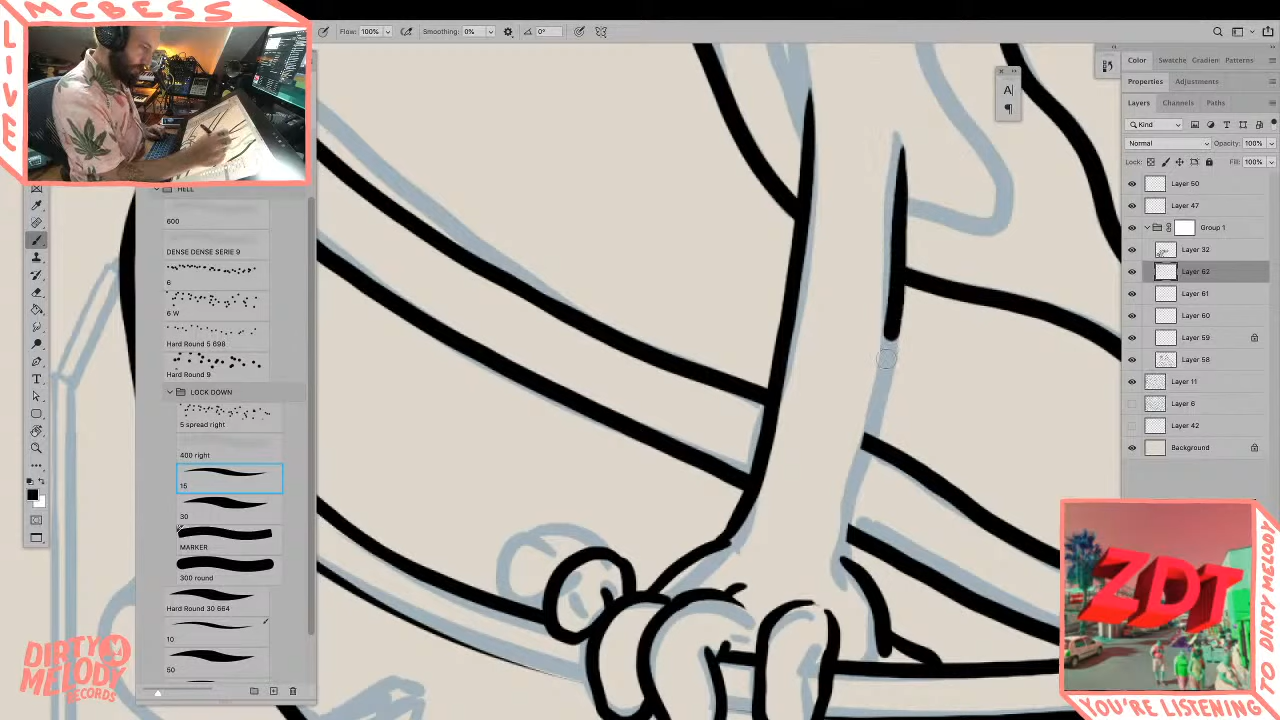 MCBESS
LIVE
Flow: 100%
Smoothing: 0%
0°
HELL
600
DENSE DENSE SERIE 9
6
6 W
Hard Round 5 698
Hard Round 9
LOCK DOWN
5 spread right
400 right
15
30
MARKER
300 round
Hard Round 30 664
10
50
A
¶
Color
Swatche
Gradien
Patterns
Properties
Adjustments
Layers
Channels
Paths
Kind
Normal
Opacity: 100%
Lock:
Fill: 100%
Layer 50
Layer 47
Group 1
Layer 32
Layer 62
Layer 61
Layer 60
Layer 59
Layer 58
Layer 11
Layer 6
Layer 42
Background
DIRTY
MELODY
RECORDS
ZDT
YOU'RE LISTENING
TO DIRTY MELODY